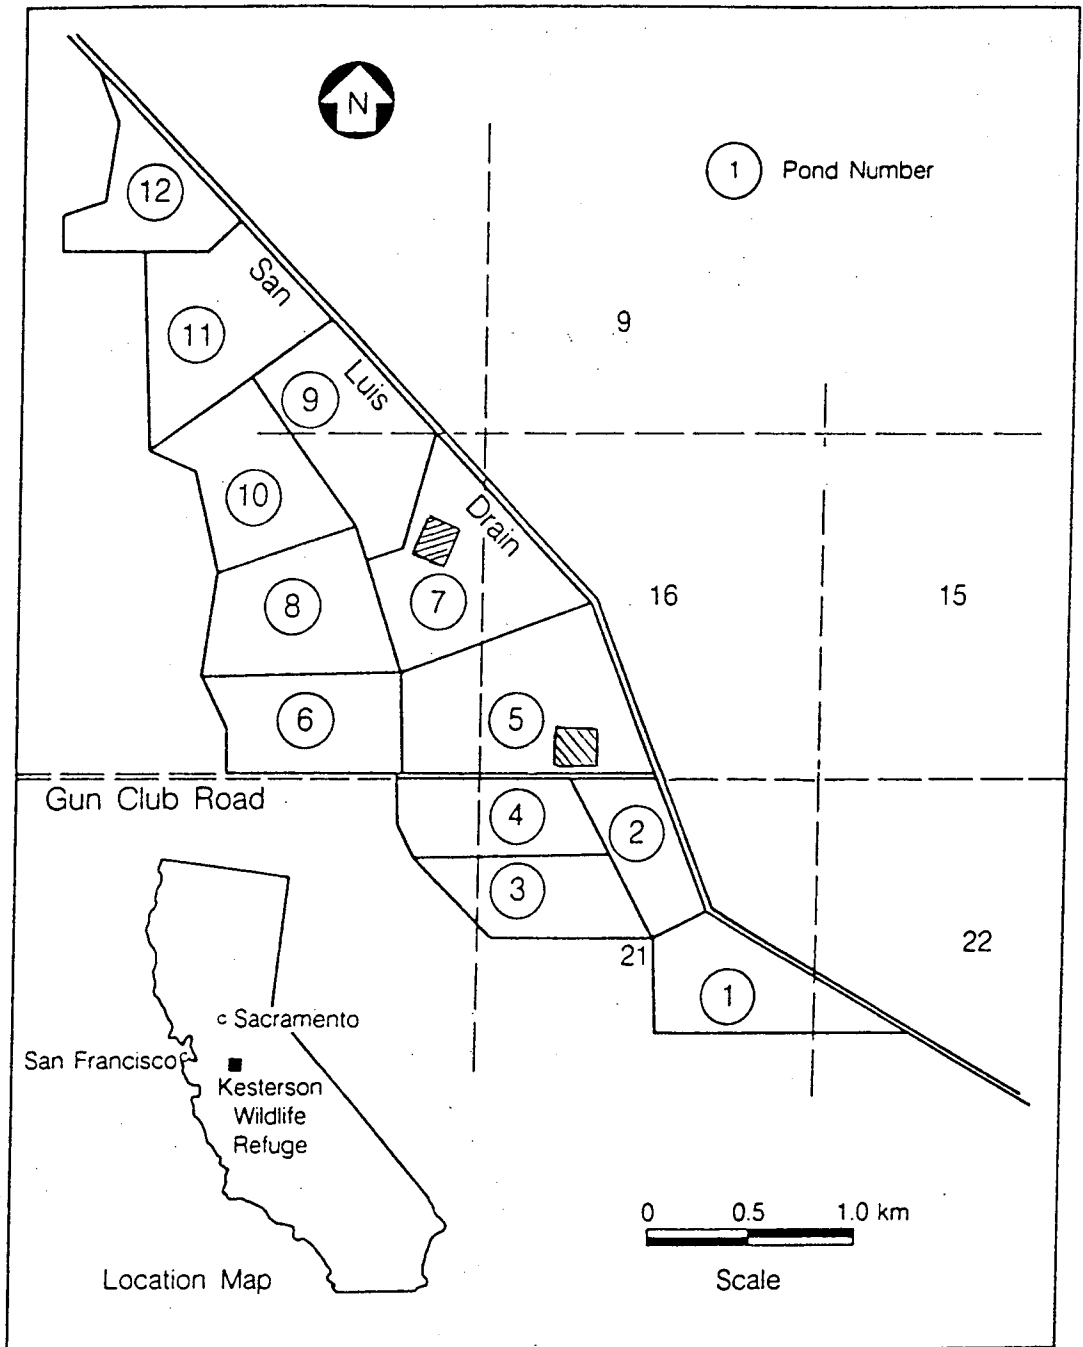 N
1 Pond Number
12
San
11
9
Luis
9
10
Drain
16
15
8
7
6
5
Gun Club Road
4
2
3
21
22
1
c Sacramento
San Francisco
Kesterson
Wildlife
Refuge
0 0.5 1.0 km
Location Map
Scale